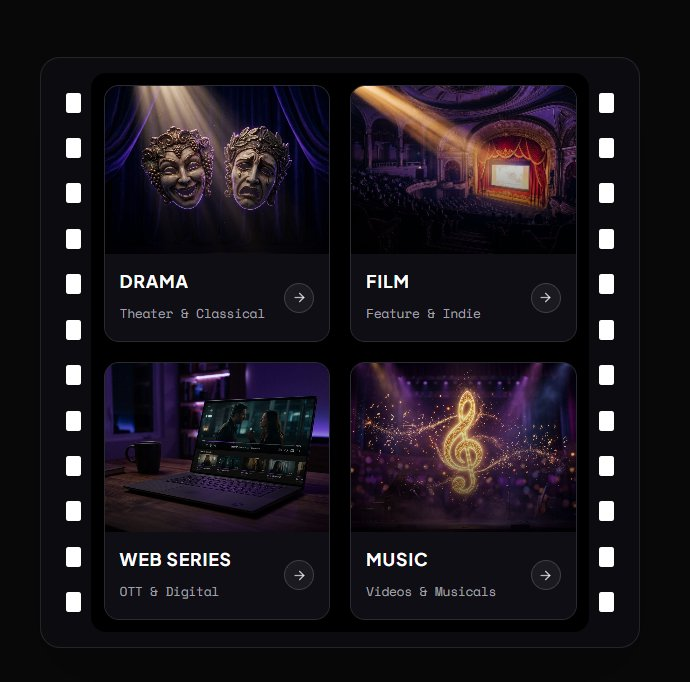 DRAMA
Theater & Classical
FILM
Feature & Indie
WEB SERIES
OTT & Digital
MUSIC
Videos & Musicals